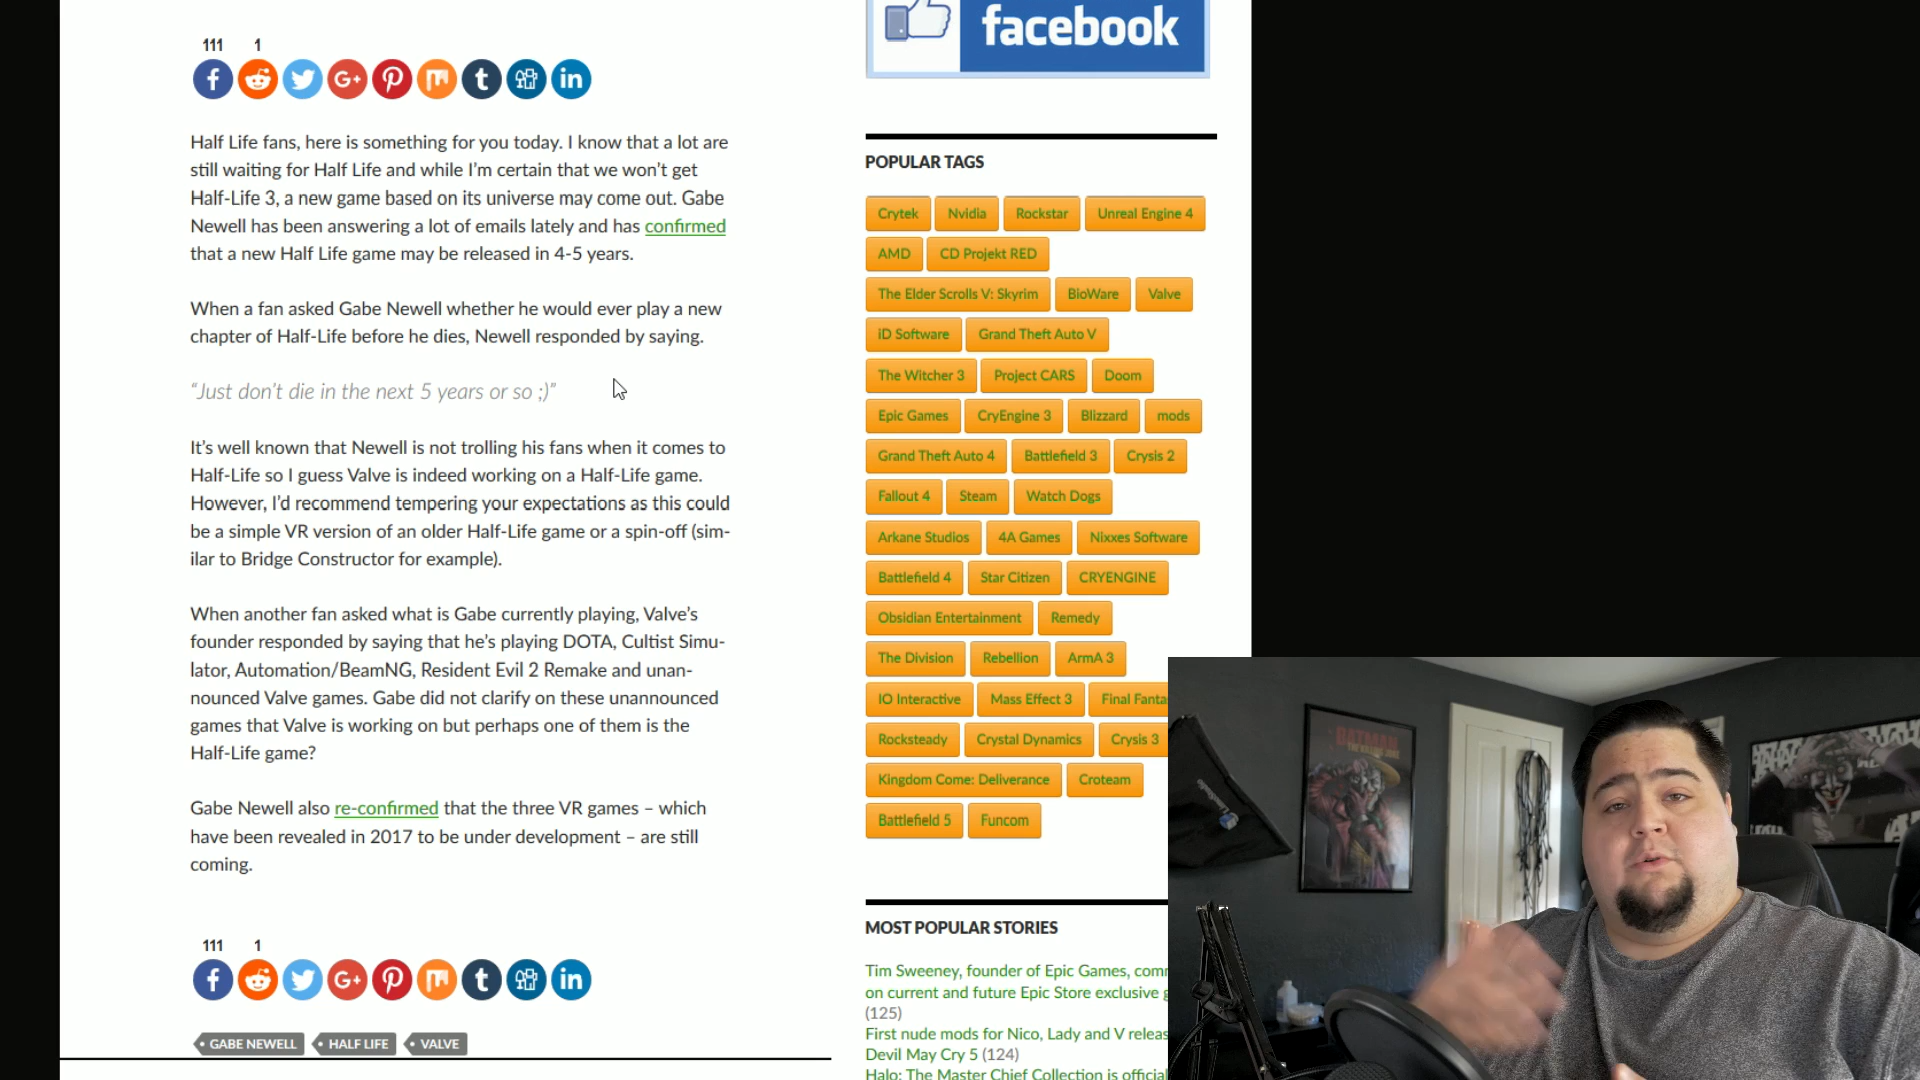 facebook
111 1
Half Life fans, here is something for you today. I know that a lot are
still waiting for Half Life and while I’m certain that we won’t get
Half-Life 3, a new game based on its universe may come out. Gabe
Newell has been answering a lot of emails lately and has confirmed
that a new Half Life game may be released in 4-5 years.
When a fan asked Gabe Newell whether he would ever play a new
chapter of Half-Life before he dies, Newell responded by saying.
“Just don’t die in the next 5 years or so ;)”
It’s well known that Newell is not trolling his fans when it comes to
Half-Life so I guess Valve is indeed working on a Half-Life game.
However, I’d recommend tempering your expectations as this could
be a simple VR version of an older Half-Life game or a spin-off (sim-
ilar to Bridge Constructor for example).
When another fan asked what is Gabe currently playing, Valve’s
founder responded by saying that he’s playing DOTA, Cultist Simu-
lator, Automation/BeamNG, Resident Evil 2 Remake and unan-
nounced Valve games. Gabe did not clarify on these unannounced
games that Valve is working on but perhaps one of them is the
Half-Life game?
Gabe Newell also re-confirmed that the three VR games – which
have been revealed in 2017 to be under development – are still
coming.
111 1
GABE NEWELL HALF LIFE VALVE
POPULAR TAGS
Crytek Nvidia Rockstar Unreal Engine 4
AMD CD Projekt RED
The Elder Scrolls V: Skyrim BioWare Valve
iD Software Grand Theft Auto V
The Witcher 3 Project CARS Doom
Epic Games CryEngine 3 Blizzard mods
Grand Theft Auto 4 Battlefield 3 Crysis 2
Fallout 4 Steam Watch Dogs
Arkane Studios 4A Games Nixxes Software
Battlefield 4 Star Citizen CRYENGINE
Obsidian Entertainment Remedy
The Division Rebellion ArmA 3
IO Interactive Mass Effect 3 Final Fanta
Rocksteady Crystal Dynamics Crysis 3
Kingdom Come: Deliverance Croteam
Battlefield 5 Funcom
MOST POPULAR STORIES
Tim Sweeney, founder of Epic Games, com
on current and future Epic Store exclusive
(125)
First nude mods for Nico, Lady and V releas
Devil May Cry 5 (124)
Halo: The Master Chief Collection is official
BATMAN
THE KILLING JOKE